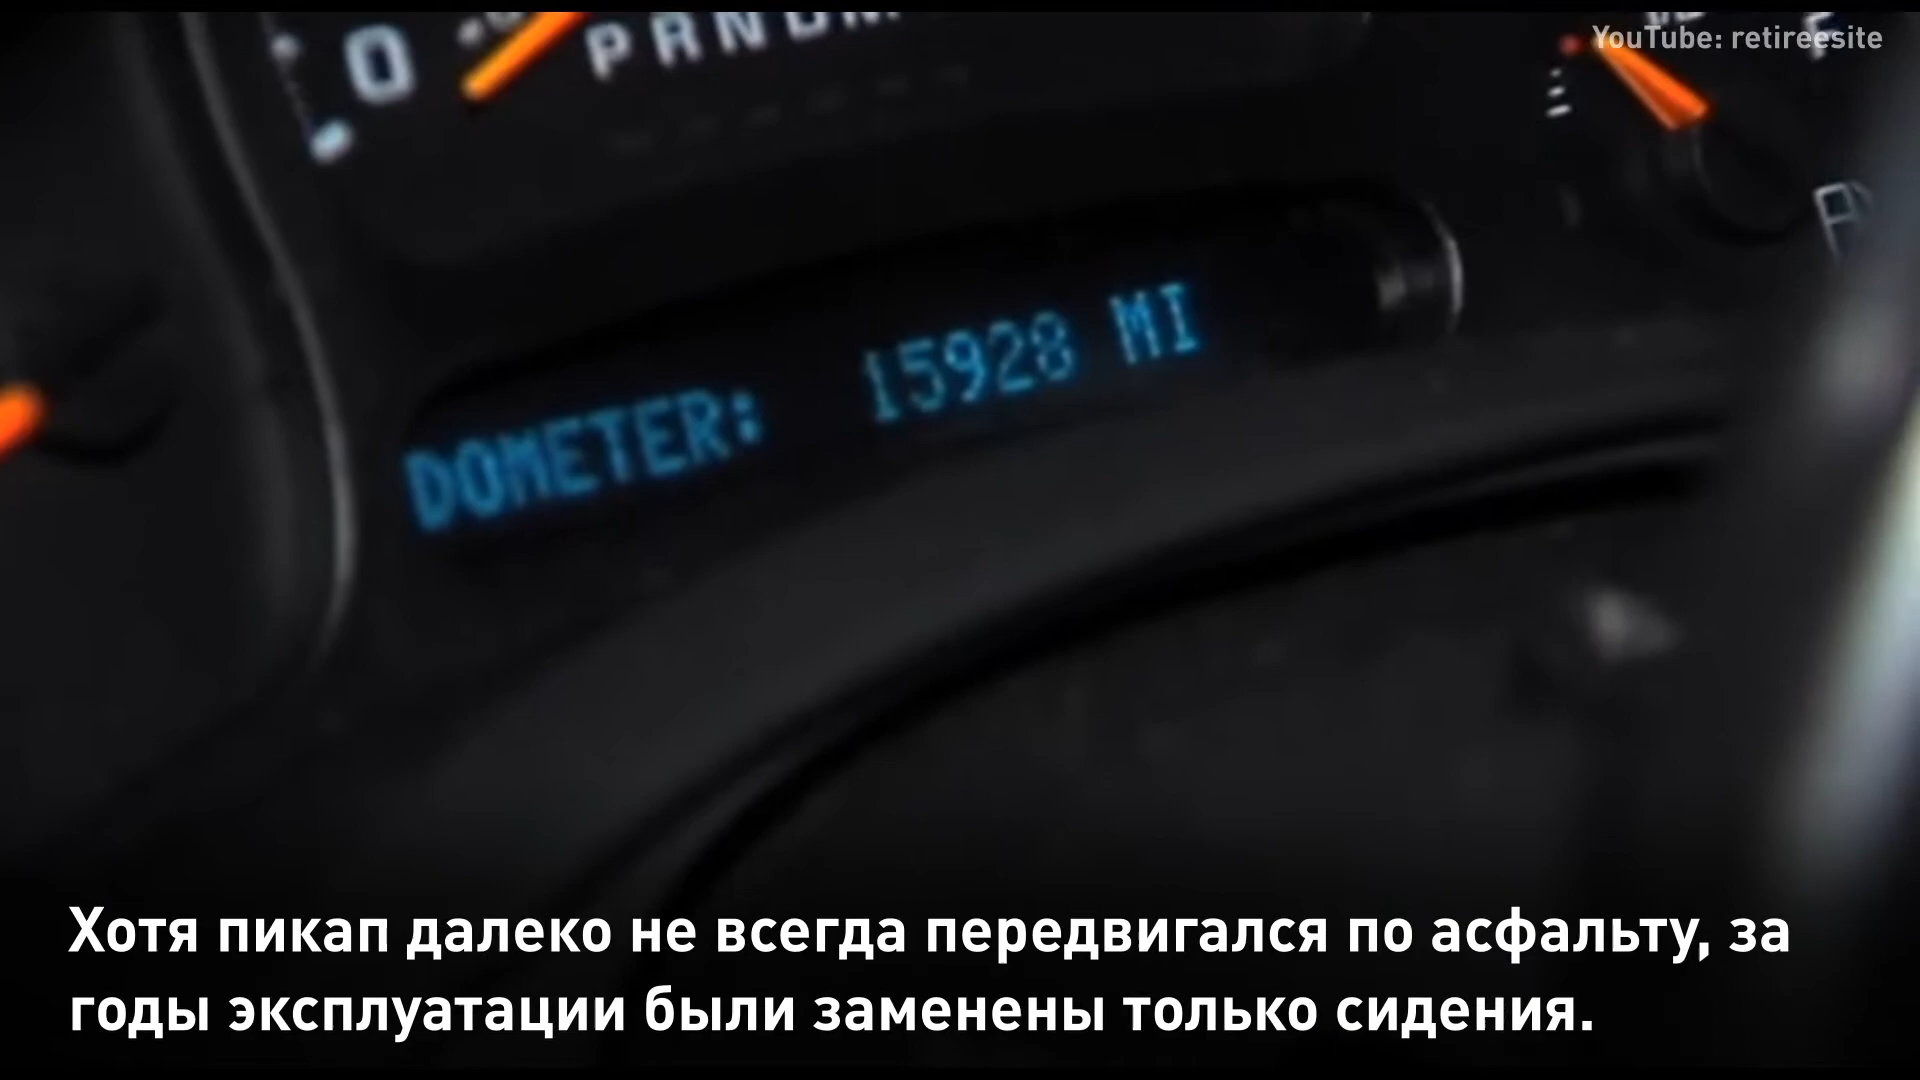 YouTube: retireesite
0
PRNDM
DOMETER: 15928 MI
Хотя пикап далеко не всегда передвигался по асфальту, за
годы эксплуатации были заменены только сидения.